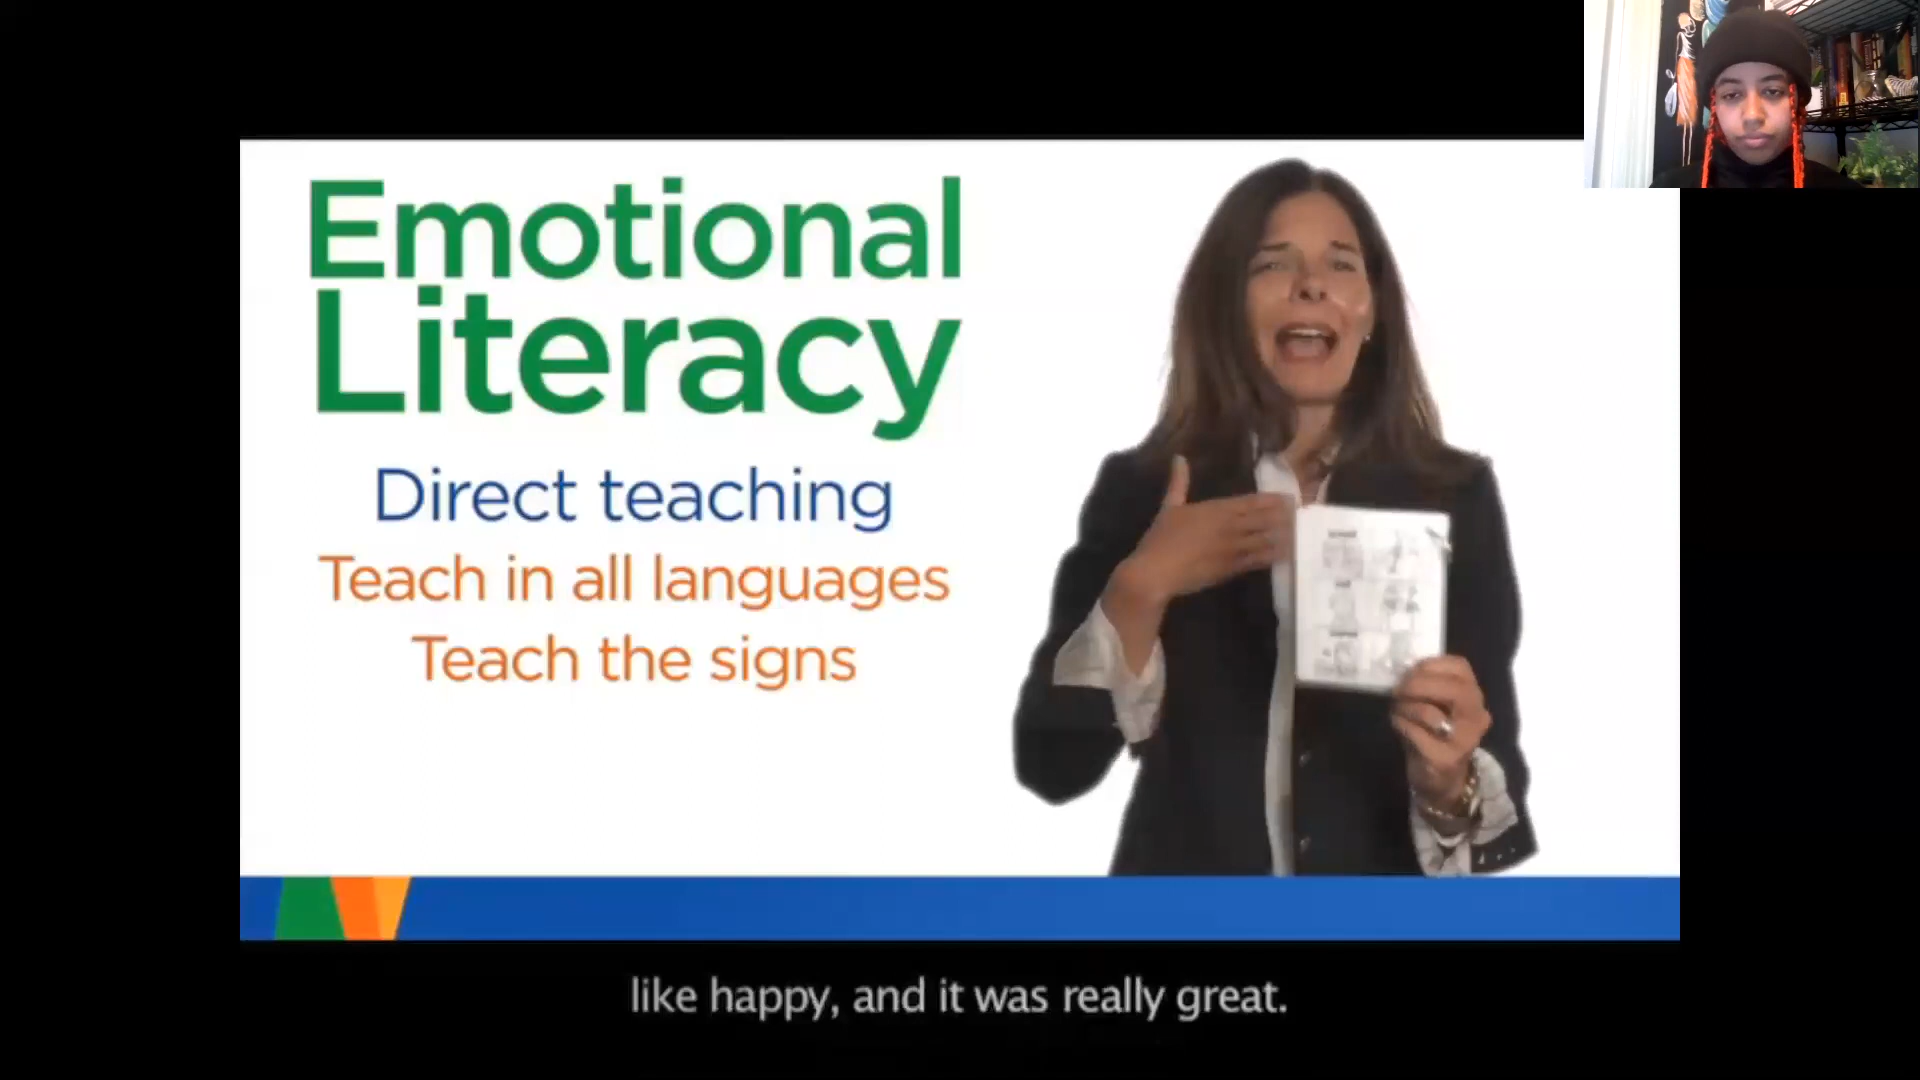 Emotional
Literacy
Direct teaching
Teach in all languages
Teach the signs
like happy, and it was really great.